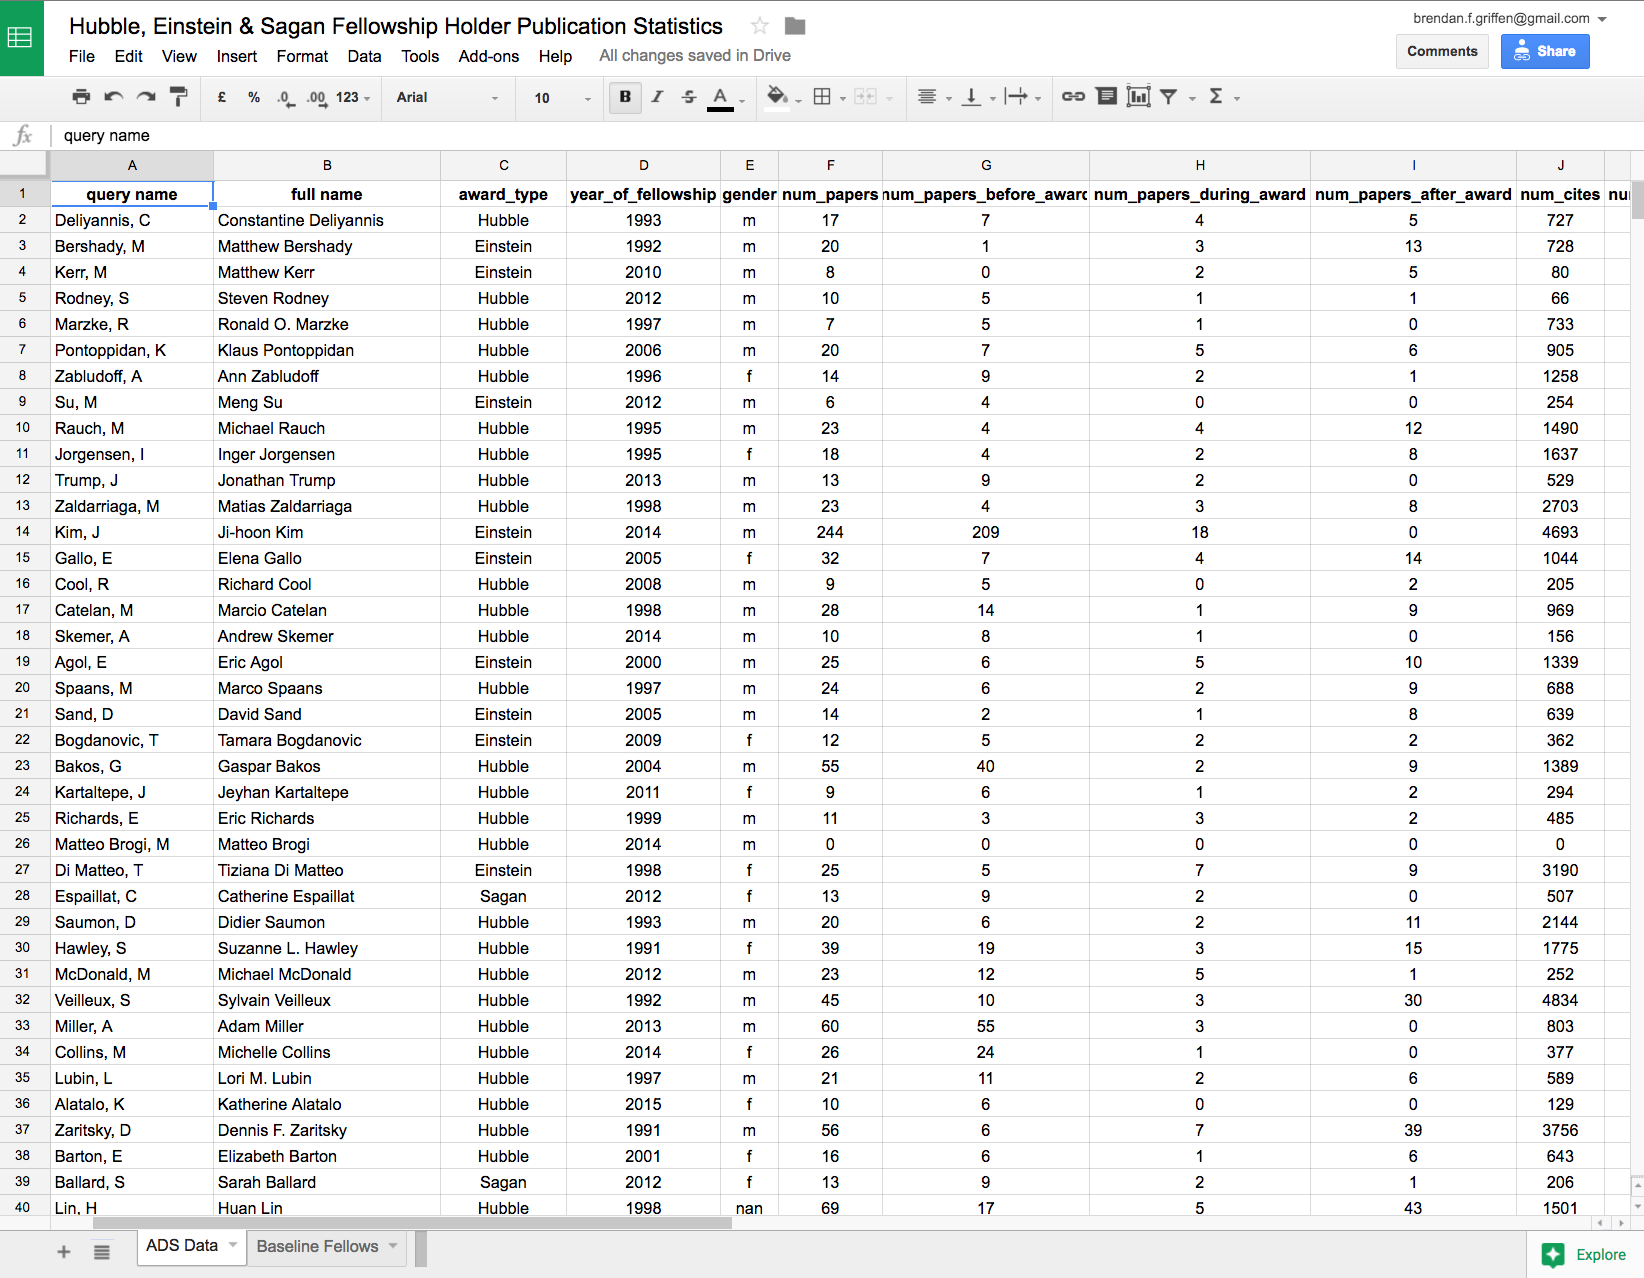 Hubble, Einstein & Sagan Fellowship Holder Publication Statistics
brendan.f.griffen@gmail.com
File Edit View Insert Format Data Tools Add-ons Help All changes saved in Drive
Comments Share
£ % .0 .00 123 Arial 10 B I S A Σ
fx query name
A B C D E F G H I J
1 query name full name award_type year_of_fellowship gender num_papers num_papers_before_award num_papers_during_award num_papers_after_award num_cites
2 Deliyannis, C Constantine Deliyannis Hubble 1993 m 17 7 4 5 727
3 Bershady, M Matthew Bershady Einstein 1992 m 20 1 3 13 728
4 Kerr, M Matthew Kerr Einstein 2010 m 8 0 2 5 80
5 Rodney, S Steven Rodney Hubble 2012 m 10 5 1 1 66
6 Marzke, R Ronald O. Marzke Hubble 1997 m 7 5 1 0 733
7 Pontoppidan, K Klaus Pontoppidan Hubble 2006 m 20 7 5 6 905
8 Zabludoff, A Ann Zabludoff Hubble 1996 f 14 9 2 1 1258
9 Su, M Meng Su Einstein 2012 m 6 4 0 0 254
10 Rauch, M Michael Rauch Hubble 1995 m 23 4 4 12 1490
11 Jorgensen, I Inger Jorgensen Hubble 1995 f 18 4 2 8 1637
12 Trump, J Jonathan Trump Hubble 2013 m 13 9 2 0 529
13 Zaldarriaga, M Matias Zaldarriaga Hubble 1998 m 23 4 3 8 2703
14 Kim, J Ji-hoon Kim Einstein 2014 m 244 209 18 0 4693
15 Gallo, E Elena Gallo Einstein 2005 f 32 7 4 14 1044
16 Cool, R Richard Cool Hubble 2008 m 9 5 0 2 205
17 Catelan, M Marcio Catelan Hubble 1998 m 28 14 1 9 969
18 Skemer, A Andrew Skemer Hubble 2014 m 10 8 1 0 156
19 Agol, E Eric Agol Einstein 2000 m 25 6 5 10 1339
20 Spaans, M Marco Spaans Hubble 1997 m 24 6 2 9 688
21 Sand, D David Sand Einstein 2005 m 14 2 1 8 639
22 Bogdanovic, T Tamara Bogdanovic Einstein 2009 f 12 5 2 2 362
23 Bakos, G Gaspar Bakos Hubble 2004 m 55 40 2 9 1389
24 Kartaltepe, J Jeyhan Kartaltepe Hubble 2011 f 9 6 1 2 294
25 Richards, E Eric Richards Hubble 1999 m 11 3 3 2 485
26 Matteo Brogi, M Matteo Brogi Hubble 2014 m 0 0 0 0 0
27 Di Matteo, T Tiziana Di Matteo Einstein 1998 f 25 5 7 9 3190
28 Espaillat, C Catherine Espaillat Sagan 2012 f 13 9 2 0 507
29 Saumon, D Didier Saumon Hubble 1993 m 20 6 2 11 2144
30 Hawley, S Suzanne L. Hawley Hubble 1991 f 39 19 3 15 1775
31 McDonald, M Michael McDonald Hubble 2012 m 23 12 5 1 252
32 Veilleux, S Sylvain Veilleux Hubble 1992 m 45 10 3 30 4834
33 Miller, A Adam Miller Hubble 2013 m 60 55 3 0 803
34 Collins, M Michelle Collins Hubble 2014 f 26 24 1 0 377
35 Lubin, L Lori M. Lubin Hubble 1997 m 21 11 2 6 589
36 Alatalo, K Katherine Alatalo Hubble 2015 f 10 6 0 0 129
37 Zaritsky, D Dennis F. Zaritsky Hubble 1991 m 56 6 7 39 3756
38 Barton, E Elizabeth Barton Hubble 2001 f 16 6 1 6 643
39 Ballard, S Sarah Ballard Sagan 2012 f 13 9 2 1 206
40 Lin, H Huan Lin Hubble 1998 nan 69 17 5 43 1501
+ ADS Data Baseline Fellows Explore